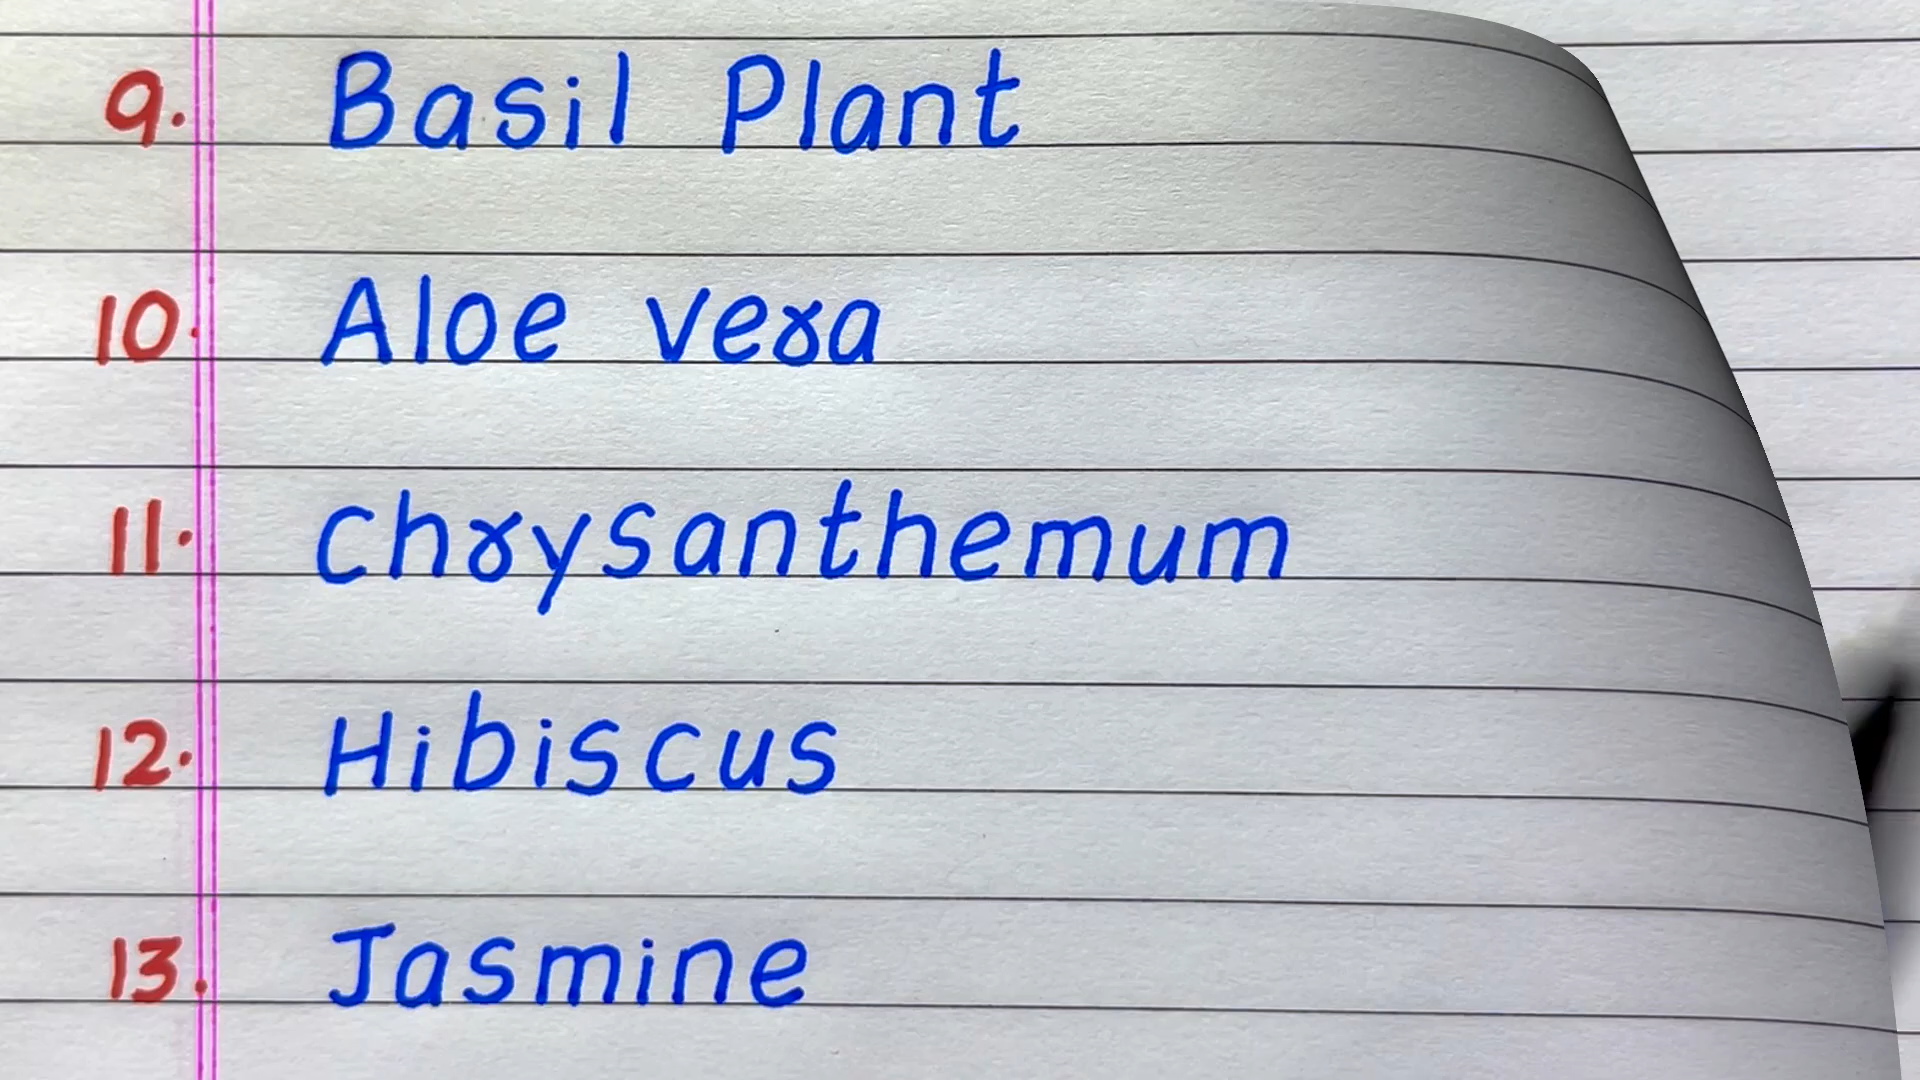 9. Basil Plant
10. Aloe vera
11. chrysanthemum
12. Hibiscus
13. Jasmine